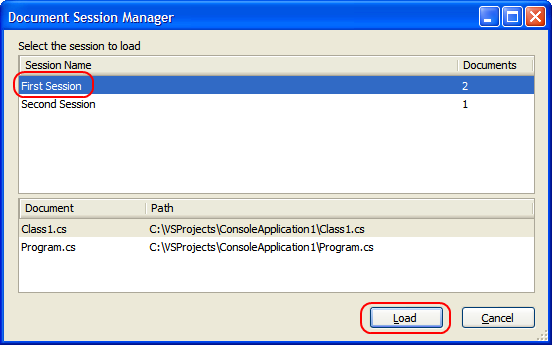 Document Session Manager
Select the session to load
Session Name Documents
First Session 2
Second Session 1
Document Path
Class1.cs C:\VSProjects\ConsoleApplication1\Class1.cs
Program.cs C:\VSProjects\ConsoleApplication1\Program.cs
Load Cancel